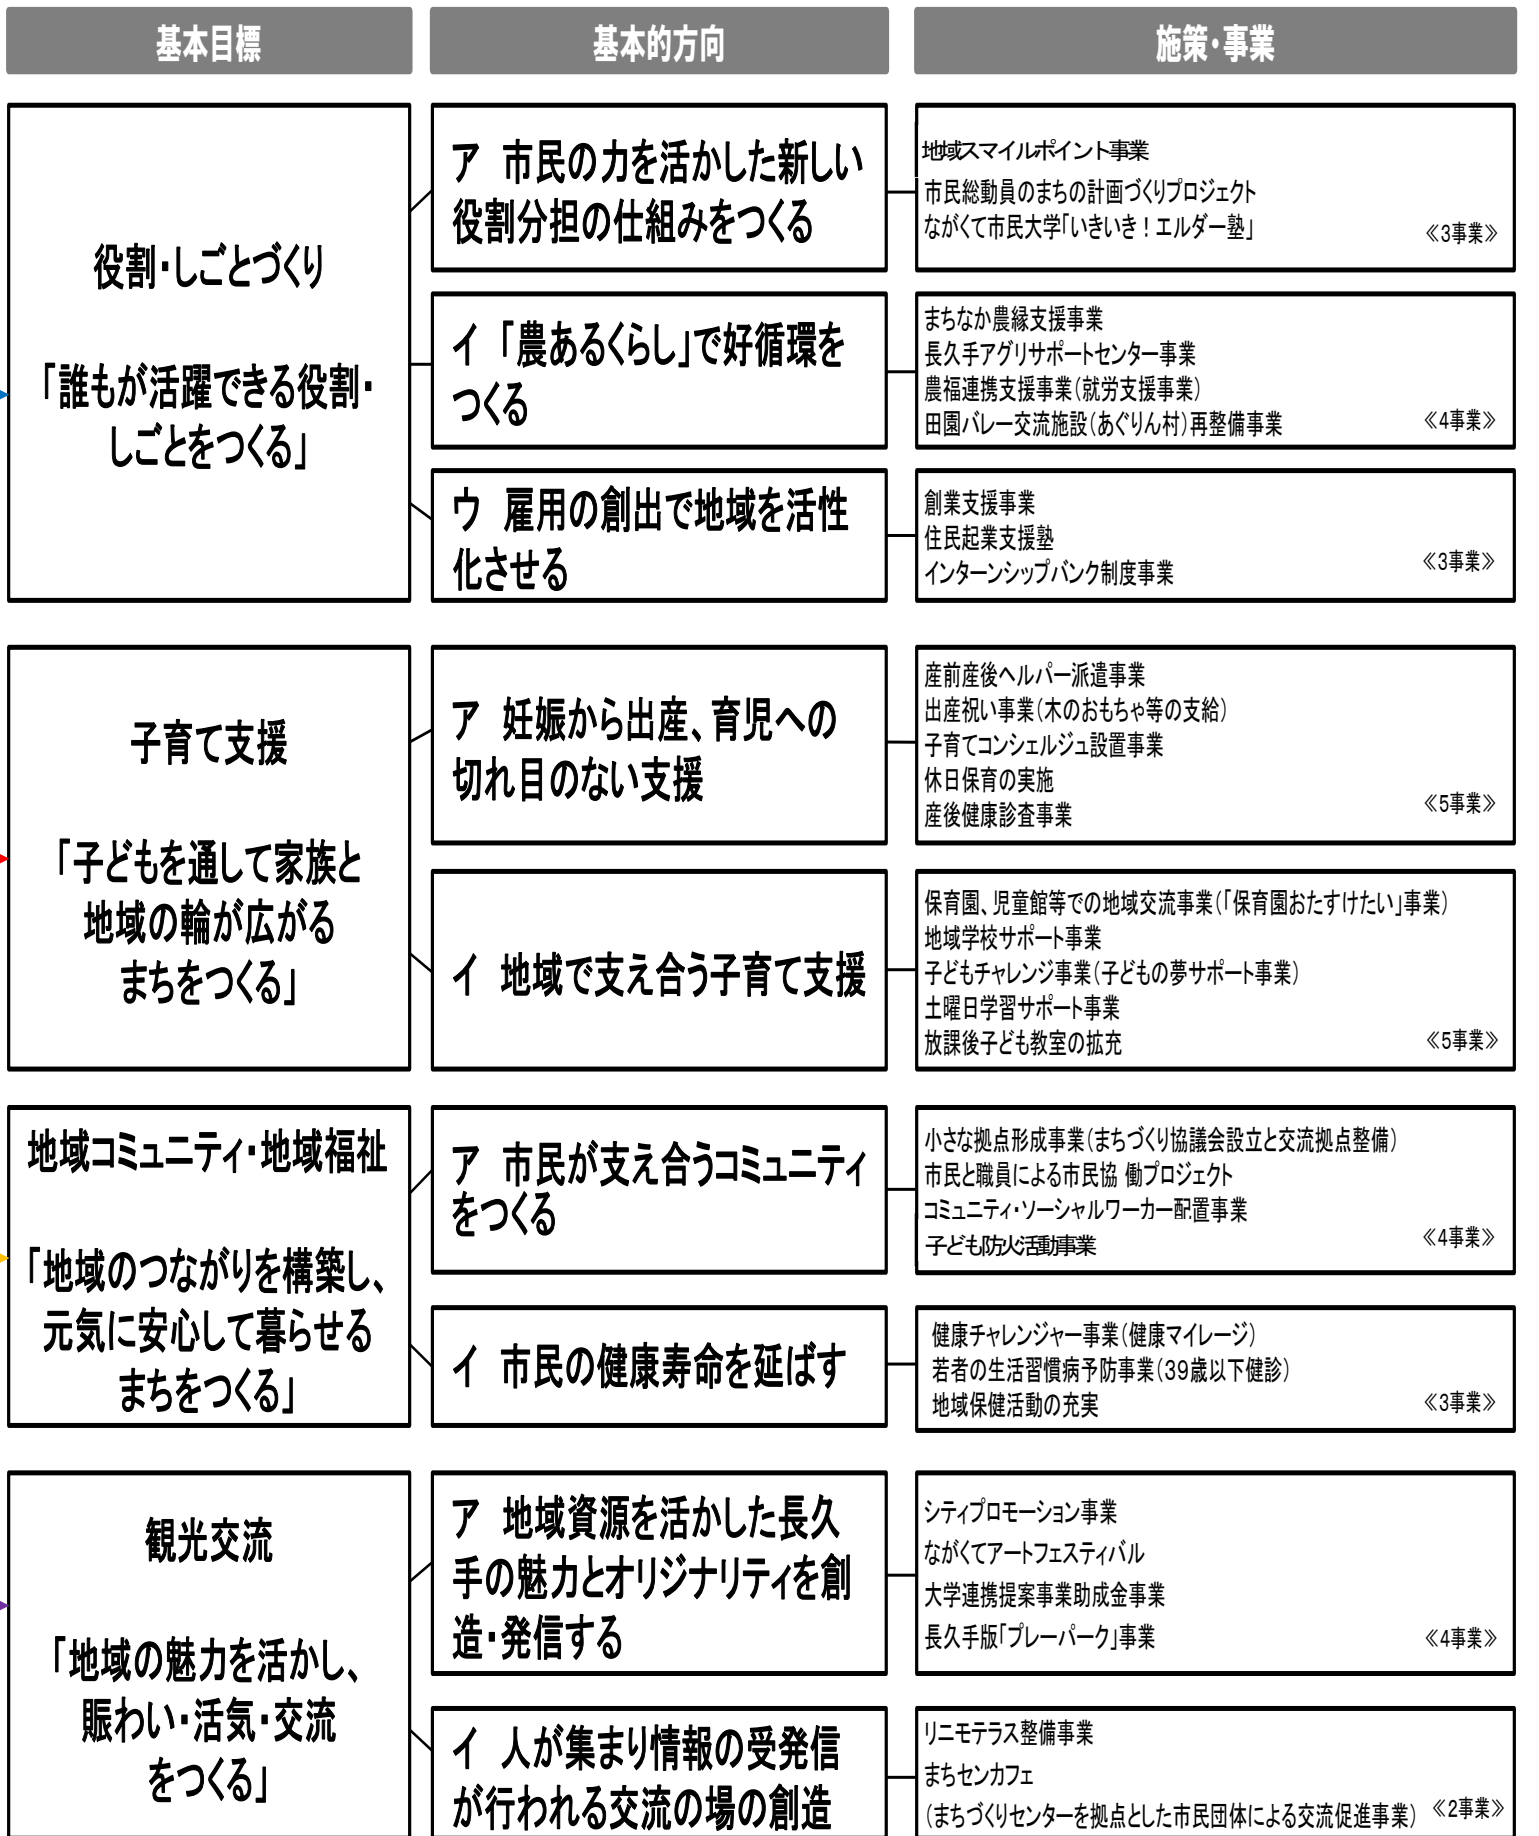 基本目標
基本的方向
施策・事業
役割・しごとづくり
「誰もが活躍できる役割・
しごとをつくる」
ア 市民の力を活かした新しい
役割分担の仕組みをつくる
地域スマイルポイント事業
市民総動員のまちの計画づくりプロジェクト
ながくて市民大学「いきいき！エルダー塾」
《3事業》
イ 「農あるくらし」で好循環を
つくる
まちなか農縁支援事業
長久手アグリサポートセンター事業
農福連携支援事業（就労支援事業）
田園バレー交流施設（あぐりん村）再整備事業
《4事業》
ウ 雇用の創出で地域を活性
化させる
創業支援事業
住民起業支援塾
インターンシップバンク制度事業
《3事業》
子育て支援
「子どもを通して家族と
地域の輪が広がる
まちをつくる」
ア 妊娠から出産、育児への
切れ目のない支援
産前産後ヘルパー派遣事業
出産祝い事業（木のおもちゃ等の支給）
子育てコンシェルジュ設置事業
休日保育の実施
産後健康診査事業
《5事業》
イ 地域で支え合う子育て支援
保育園、児童館等での地域交流事業（「保育園おたすけたい」事業）
地域学校サポート事業
子どもチャレンジ事業（子どもの夢サポート事業）
土曜日学習サポート事業
放課後子ども教室の拡充
《5事業》
地域コミュニティ・地域福祉
「地域のつながりを構築し、
元気に安心して暮らせる
まちをつくる」
ア 市民が支え合うコミュニティ
をつくる
小さな拠点形成事業（まちづくり協議会設立と交流拠点整備）
市民と職員による市民協 働プロジェクト
コミュニティ・ソーシャルワーカー配置事業
子ども防火活動事業
《4事業》
イ 市民の健康寿命を延ばす
健康チャレンジャー事業（健康マイレージ）
若者の生活習慣病予防事業（39歳以下健診）
地域保健活動の充実
《3事業》
観光交流
「地域の魅力を活かし、
賑わい・活気・交流
をつくる」
ア 地域資源を活かした長久
手の魅力とオリジナリティを創
造・発信する
シティプロモーション事業
ながくてアートフェスティバル
大学連携提案事業助成金事業
長久手版「プレーパーク」事業
《4事業》
イ 人が集まり情報の受発信
が行われる交流の場の創造
リニモテラス整備事業
まちセンカフェ
（まちづくりセンターを拠点とした市民団体による交流促進事業）
《2事業》